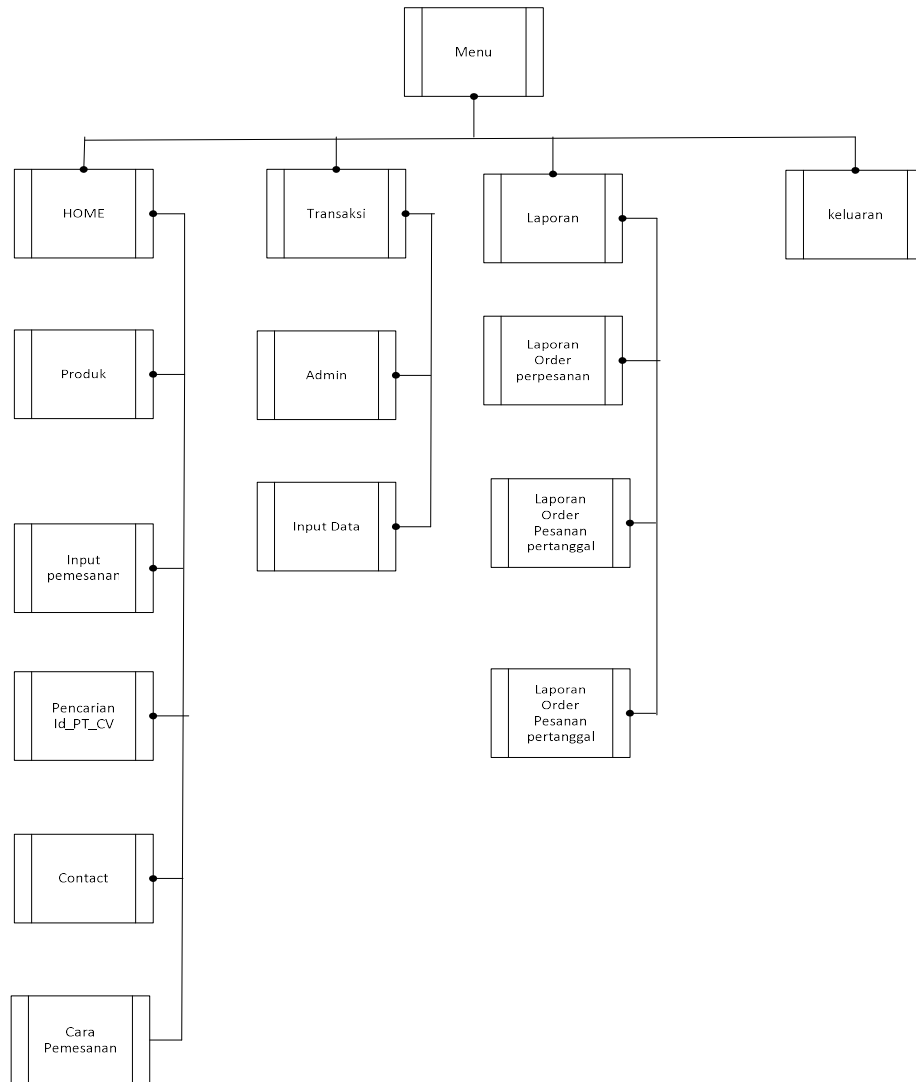 Menu
HOME
Transaksi
Laporan
keluaran
Produk
Admin
Laporan
Order
perpesanan
Input
pemesanan
Input Data
Laporan
Order
Pesanan
pertanggal
Pencarian
Id_PT_CV
Laporan
Order
Pesanan
pertanggal
Contact
Cara
Pemesanan